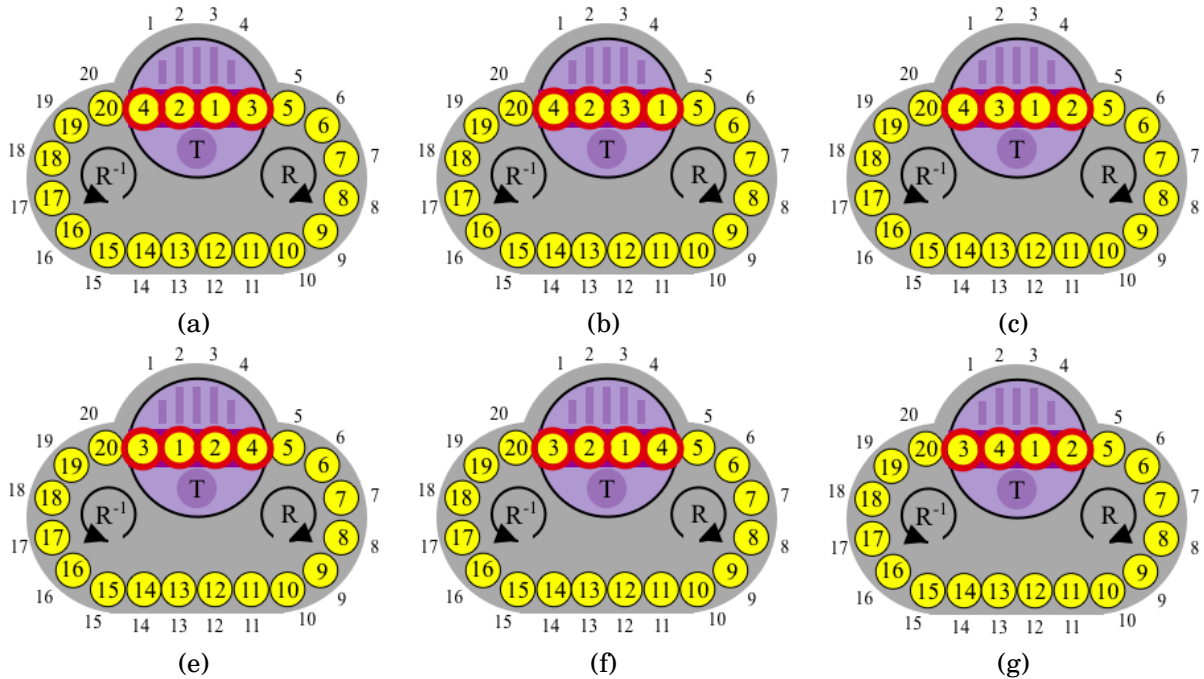 1 2 3 4 1 2 3 4 1 2 3 4
20 5 20 5 20 5
19 20 4 2 1 3 5 6 19 20 4 2 3 1 5 6 19 20 4 3 1 2 5 6
19 6 19 6 19 6
18 18 T 7 7 18 18 T 7 7 18 18 T 7 7
R⁻¹ R R⁻¹ R R⁻¹ R
17 17 8 8 17 17 8 8 17 17 8 8
16 9 16 9 16 9
16 15 14 13 12 11 10 9 16 15 14 13 12 11 10 9 16 15 14 13 12 11 10 9
15 14 13 12 11 10 15 14 13 12 11 10 15 14 13 12 11 10
(a) (b) (c)
1 2 3 4 1 2 3 4 1 2 3 4
20 5 20 5 20 5
19 20 3 1 2 4 5 6 19 20 3 2 1 4 5 6 19 20 3 4 1 2 5 6
19 6 19 6 19 6
18 18 T 7 7 18 18 T 7 7 18 18 T 7 7
R⁻¹ R R⁻¹ R R⁻¹ R
17 17 8 8 17 17 8 8 17 17 8 8
16 9 16 9 16 9
16 15 14 13 12 11 10 9 16 15 14 13 12 11 10 9 16 15 14 13 12 11 10 9
15 14 13 12 11 10 15 14 13 12 11 10 15 14 13 12 11 10
(e) (f) (g)